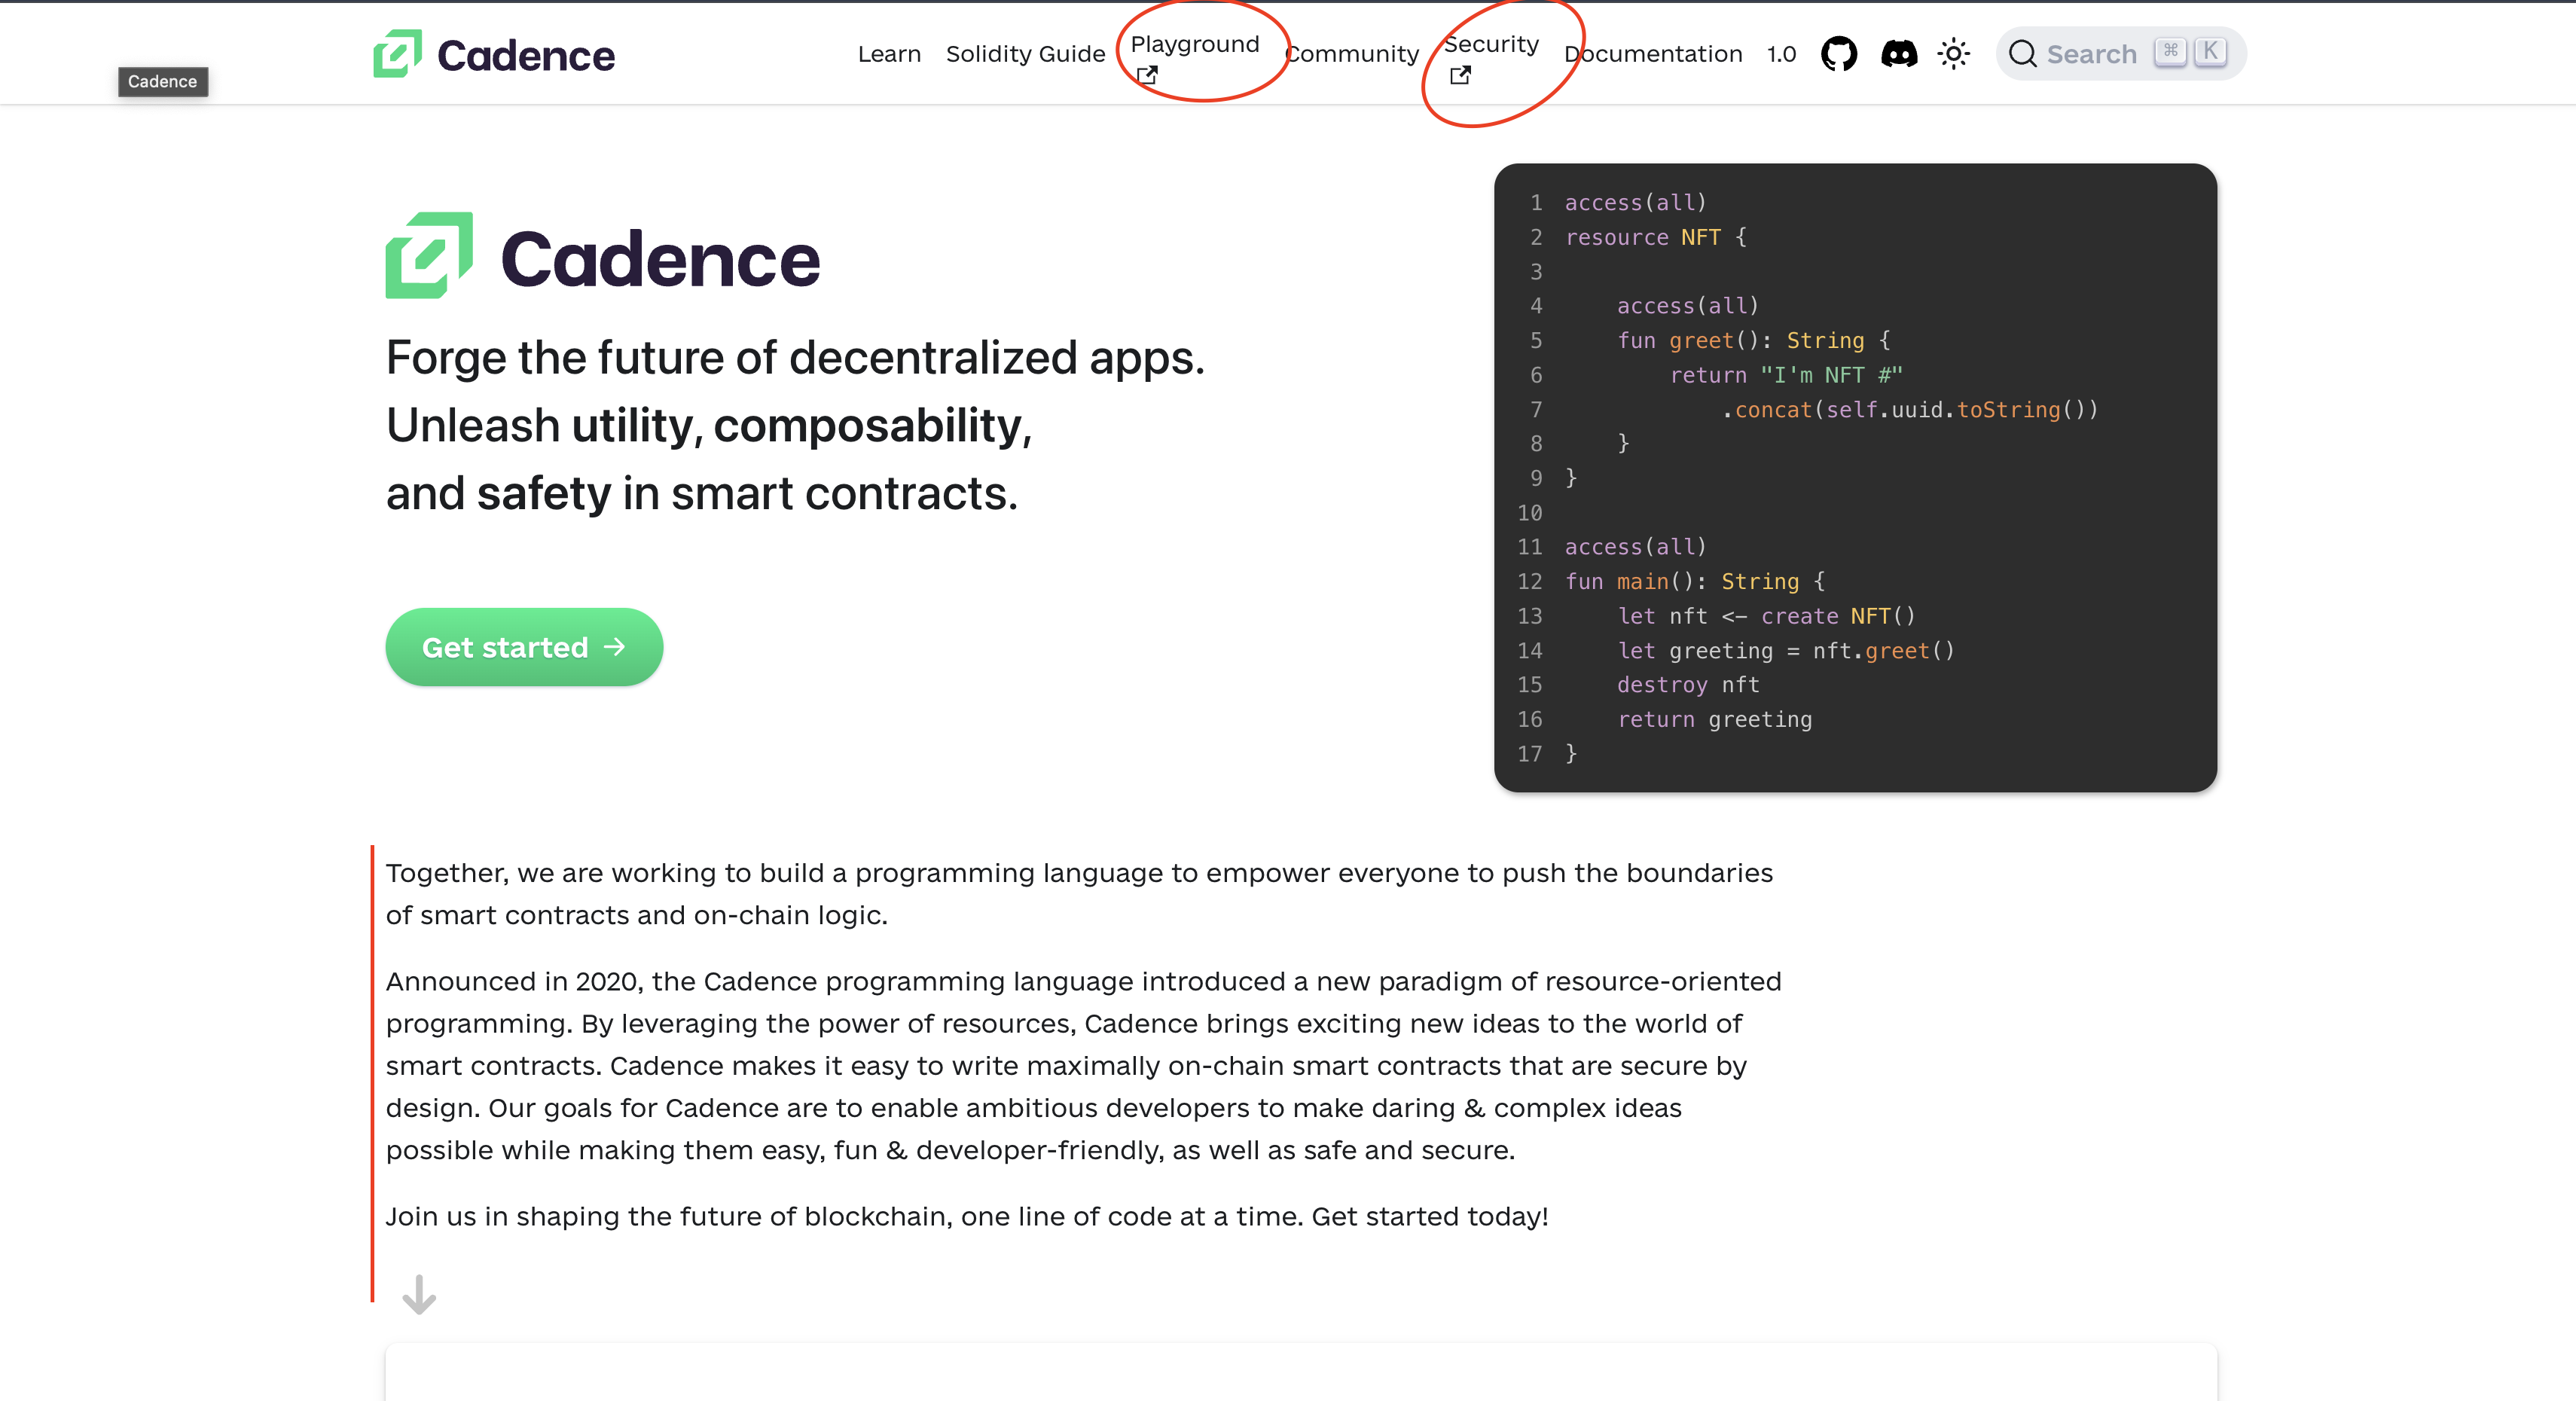 Cadence
Learn Solidity Guide Playground Community Security Documentation 1.0 Search ⌘ K
Cadence
Cadence
Forge the future of decentralized apps.
Unleash utility, composability,
and safety in smart contracts.
Get started →
1 access(all)
2 resource NFT {
3
4     access(all)
5     fun greet(): String {
6         return "I'm NFT #"
7             .concat(self.uuid.toString())
8     }
9 }
10
11 access(all)
12 fun main(): String {
13     let nft <- create NFT()
14     let greeting = nft.greet()
15     destroy nft
16     return greeting
17 }
Together, we are working to build a programming language to empower everyone to push the boundaries
of smart contracts and on-chain logic.
Announced in 2020, the Cadence programming language introduced a new paradigm of resource-oriented
programming. By leveraging the power of resources, Cadence brings exciting new ideas to the world of
smart contracts. Cadence makes it easy to write maximally on-chain smart contracts that are secure by
design. Our goals for Cadence are to enable ambitious developers to make daring & complex ideas
possible while making them easy, fun & developer-friendly, as well as safe and secure.
Join us in shaping the future of blockchain, one line of code at a time. Get started today!